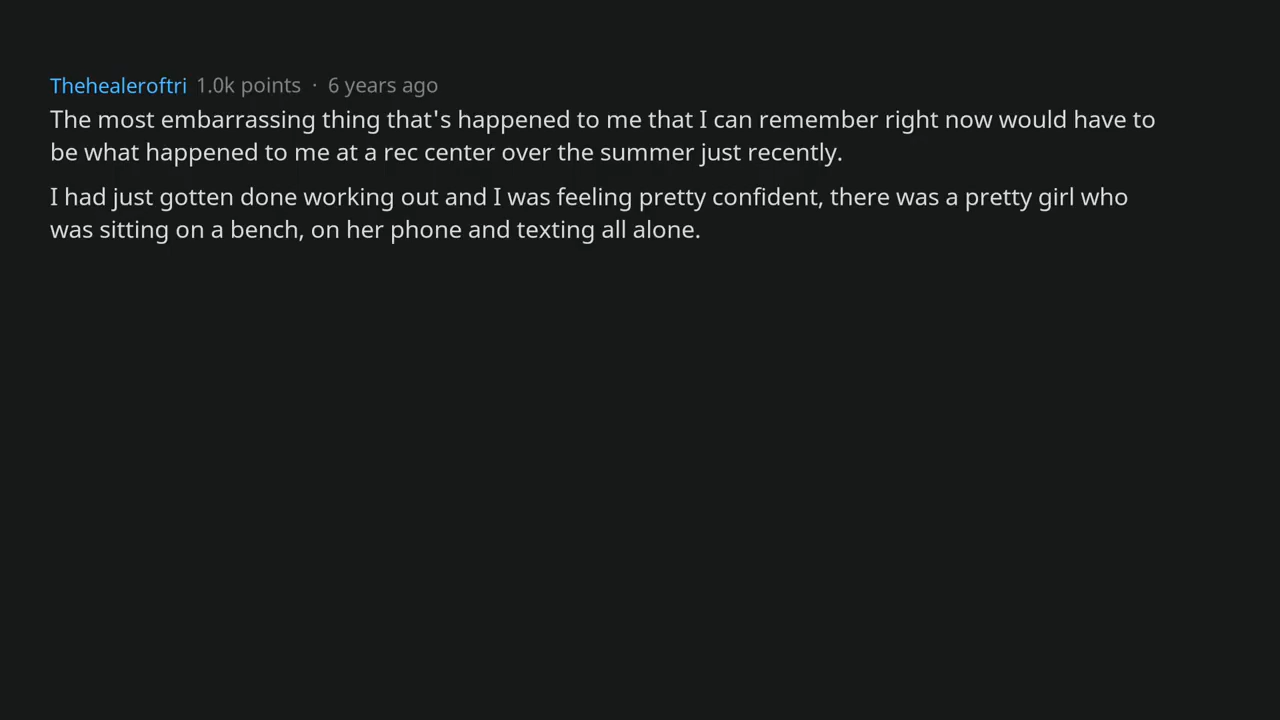 Thehealeroftri 1.0k points · 6 years ago
The most embarrassing thing that's happened to me that I can remember right now would have to
be what happened to me at a rec center over the summer just recently.
I had just gotten done working out and I was feeling pretty confident, there was a pretty girl who
was sitting on a bench, on her phone and texting all alone.